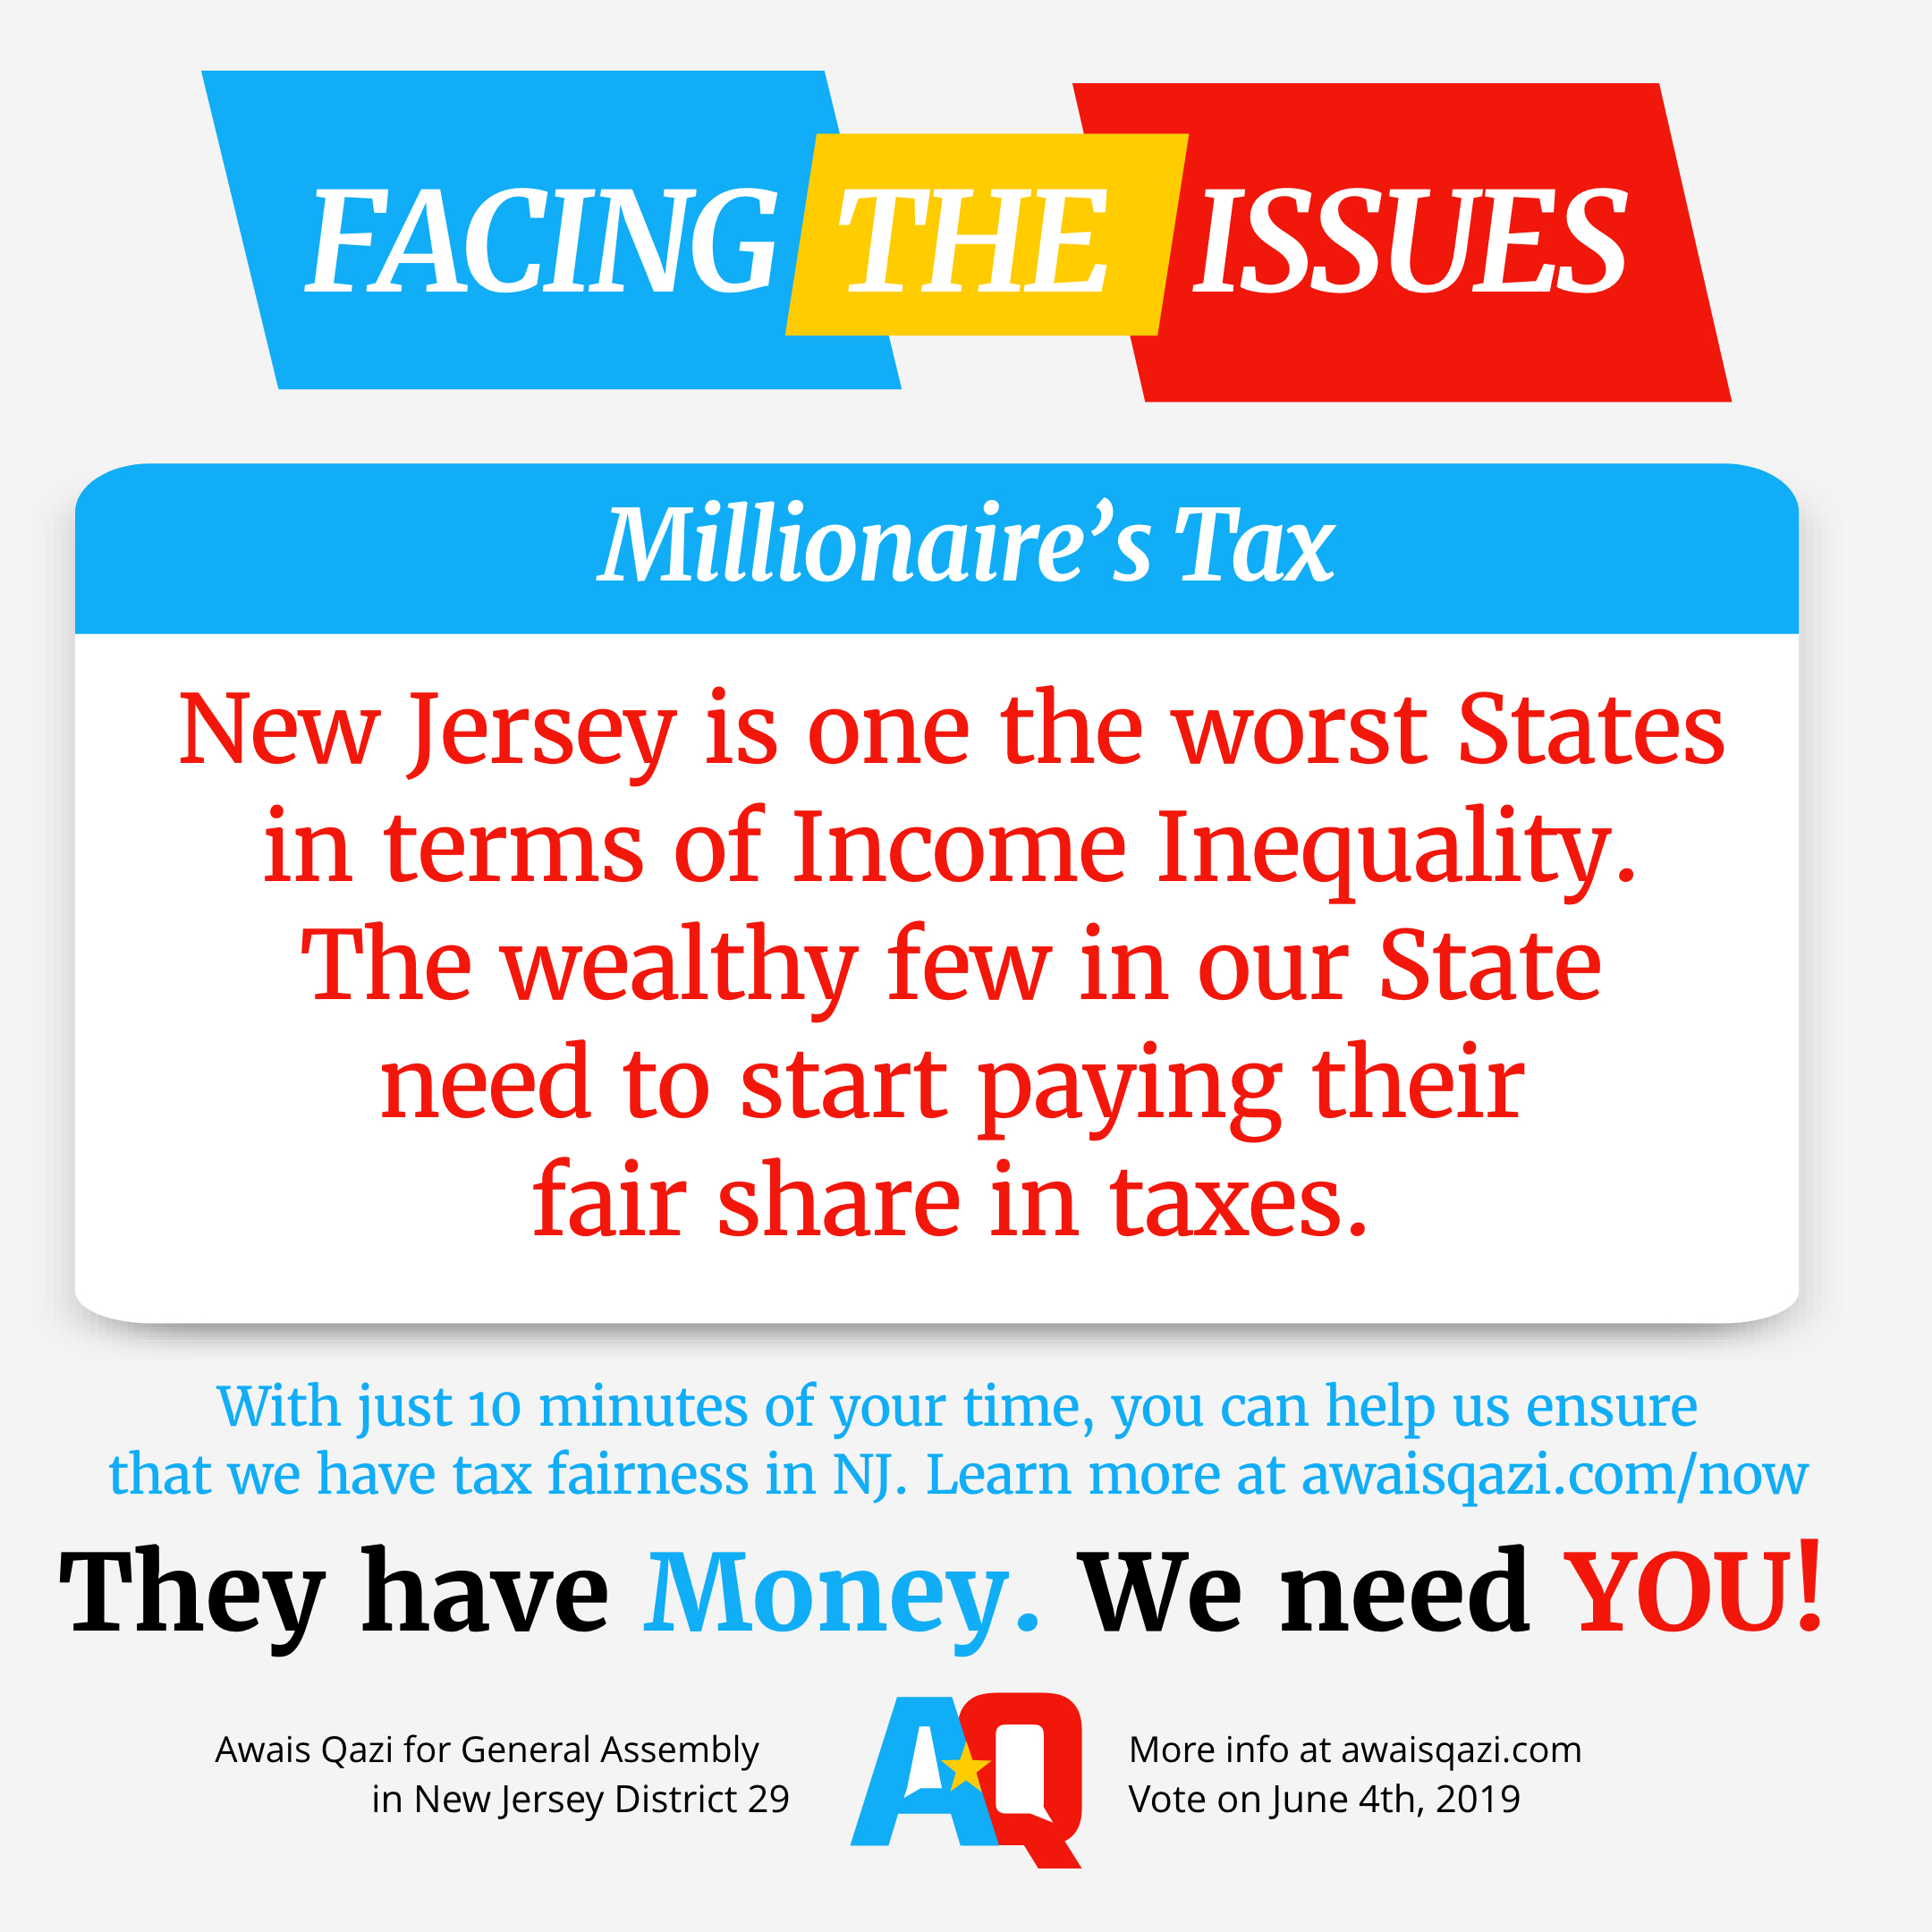 FACING THE ISSUES
Millionaire’s Tax
New Jersey is one the worst States
in terms of Income Inequality.
The wealthy few in our State
need to start paying their
fair share in taxes.
With just 10 minutes of your time, you can help us ensure
that we have tax fairness in NJ. Learn more at awaisqazi.com/now
They have Money. We need YOU!
Awais Qazi for General Assembly
in New Jersey District 29
AQ
More info at awaisqazi.com
Vote on June 4th, 2019